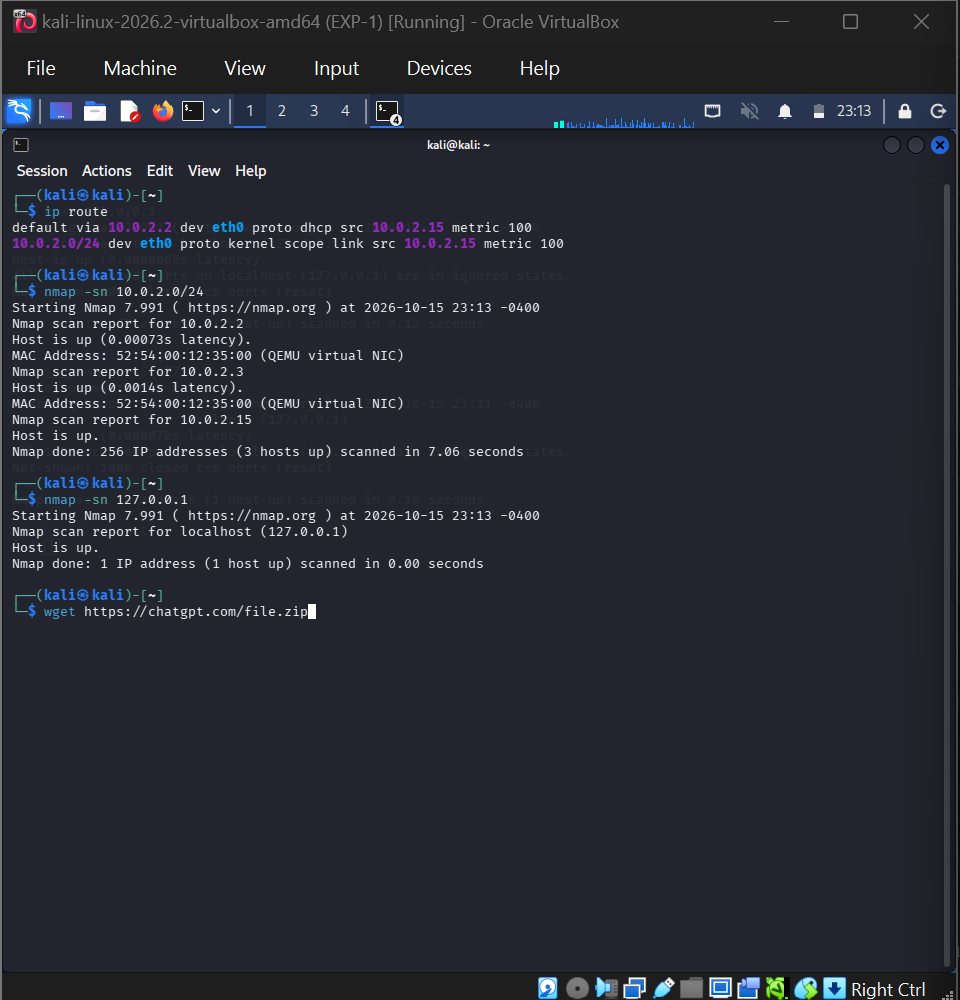 kali-linux-2026.2-virtualbox-amd64 (EXP-1) [Running] - Oracle VirtualBox
File Machine View Input Devices Help
1 2 3 4 4 23:13
kali@kali: ~
Session Actions Edit View Help
┌──(kali㉿kali)-[~]
└─$ ip route
default via 10.0.2.2 dev eth0 proto dhcp src 10.0.2.15 metric 100
10.0.2.0/24 dev eth0 proto kernel scope link src 10.0.2.15 metric 100
┌──(kali㉿kali)-[~]
└─$ nmap -sn 10.0.2.0/24
Starting Nmap 7.991 ( https://nmap.org ) at 2026-10-15 23:13 -0400
Nmap scan report for 10.0.2.2
Host is up (0.00073s latency).
MAC Address: 52:54:00:12:35:00 (QEMU virtual NIC)
Nmap scan report for 10.0.2.3
Host is up (0.0014s latency).
MAC Address: 52:54:00:12:35:00 (QEMU virtual NIC)
Nmap scan report for 10.0.2.15
Host is up.
Nmap done: 256 IP addresses (3 hosts up) scanned in 7.06 seconds
┌──(kali㉿kali)-[~]
└─$ nmap -sn 127.0.0.1
Starting Nmap 7.991 ( https://nmap.org ) at 2026-10-15 23:13 -0400
Nmap scan report for localhost (127.0.0.1)
Host is up.
Nmap done: 1 IP address (1 host up) scanned in 0.00 seconds
┌──(kali㉿kali)-[~]
└─$ wget https://chatgpt.com/file.zip
Right Ctrl